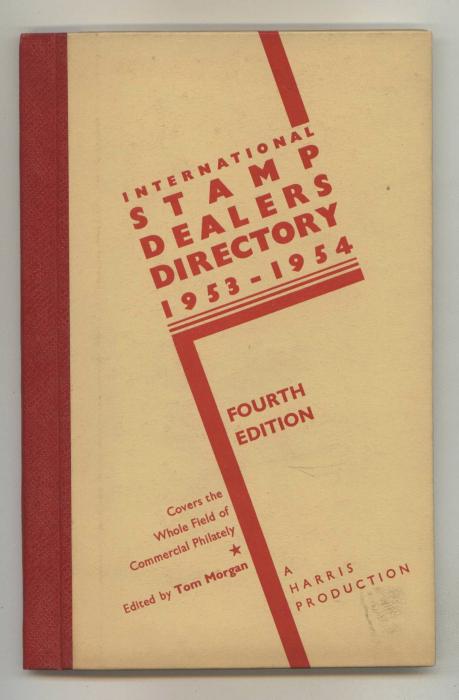 INTERNATIONAL
STAMP
DEALERS
DIRECTORY
1953-1954
FOURTH
EDITION
Covers the
Whole Field of
Commercial Philately
★
Edited by Tom Morgan
A
HARRIS
PRODUCTION